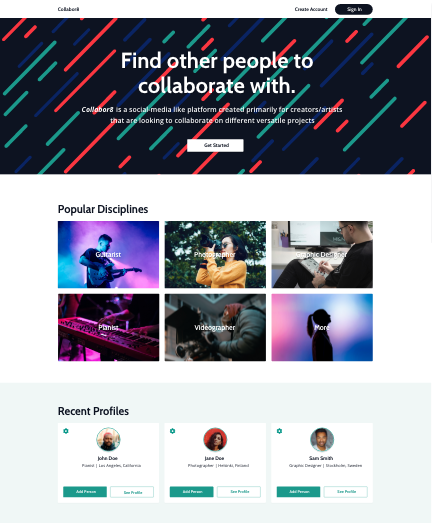 Collabor8
Create Account
Sign In
Find other people to
collaborate with.
Collabor8 is a social-media like platform created primarily for creators/artists
that are looking to collaborate on different versatile projects
Get Started
Popular Disciplines
Guitarist
Photographer
Graphic Designer
Pianist
Videographer
More
Recent Profiles
John Doe
Pianist | Los Angeles, California
Add Person
See Profile
Jane Doe
Photographer | Helsinki, Finland
Add Person
See Profile
Sam Smith
Graphic Designer | Stockholm, Sweden
Add Person
See Profile